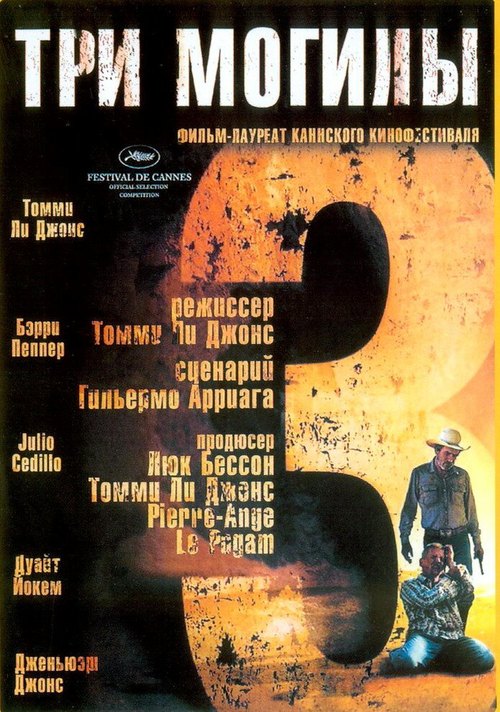 ТРИ МОГИЛЫ
ФИЛЬМ-ЛАУРЕАТ КАННСКОГО КИНОФЕСТИВАЛЯ
FESTIVAL DE CANNES
OFFICIAL SELECTION
COMPETITION
Томми
Ли Джонс
Бэрри
Пеппер
Julio
Cedillo
Дуайт
Йокем
Дженьюэри
Джонс
3
режиссер
Томми Ли Джонс
сценарий
Гильермо Арриага
продюсер
Люк Бессон
Томми Ли Джонс
Pierre-Ange
Le Pogam